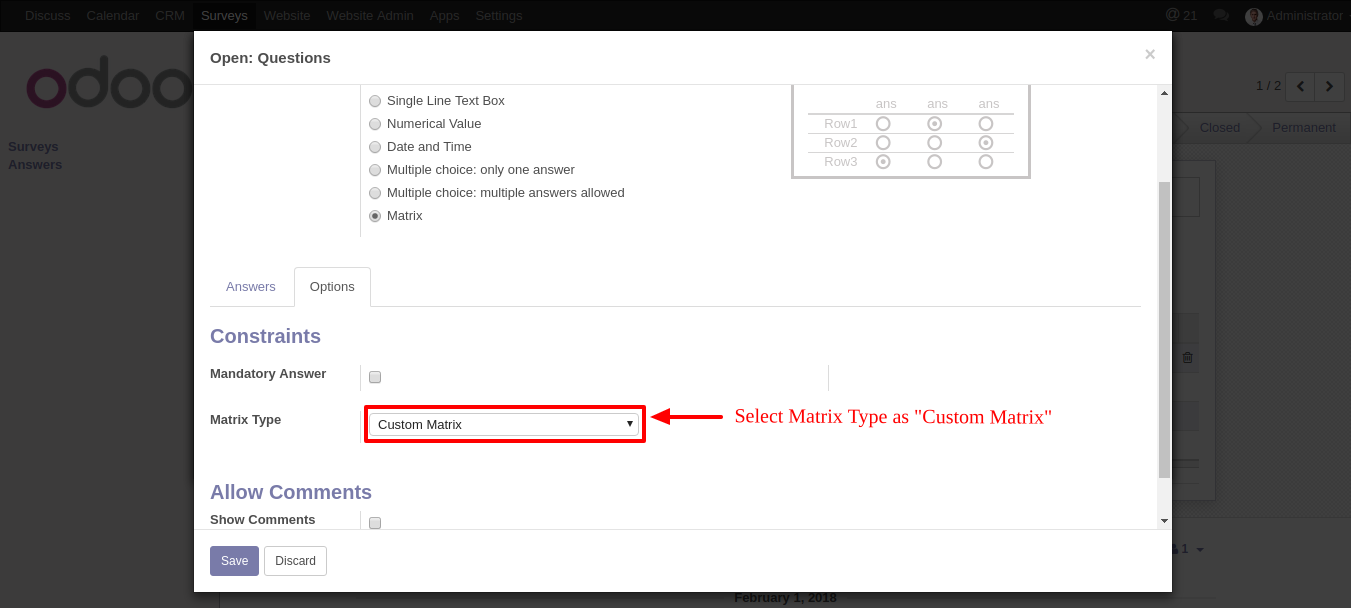 Discuss Calendar CRM Surveys Website Website Admin Apps Settings @ 21 Administrator
Open: Questions ×
odoo
1 / 2
Single Line Text Box
Numerical Value
Date and Time
Multiple choice: only one answer
Multiple choice: multiple answers allowed
Matrix
ans ans ans
Row1
Row2
Row3
Closed Permanent
Surveys
Answers
Answers Options
Constraints
Mandatory Answer
Matrix Type Custom Matrix Select Matrix Type as "Custom Matrix"
Allow Comments
Show Comments
Save Discard
1
February 1, 2018